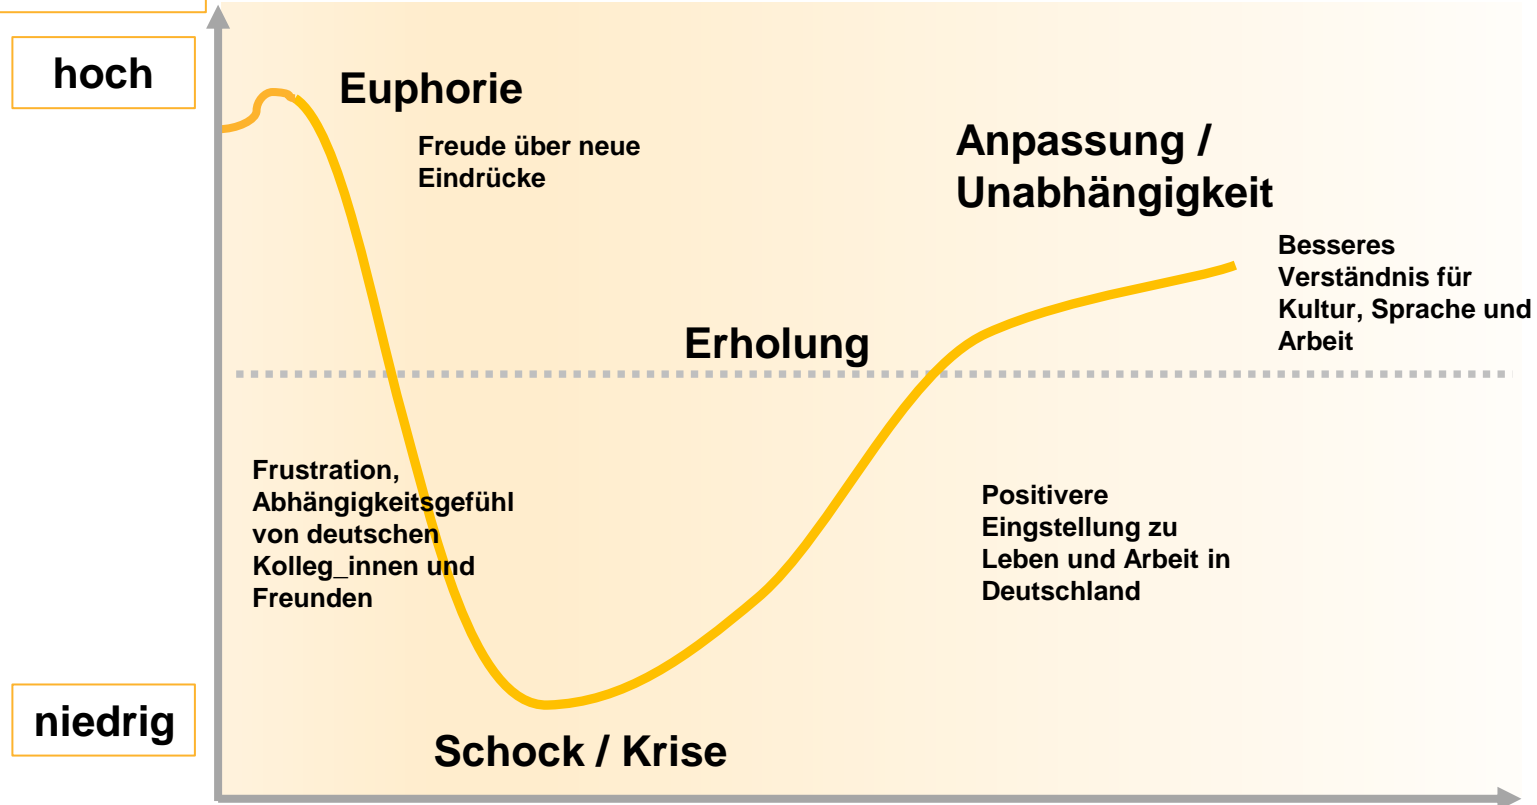 hoch
Euphorie
Freude über neue
Eindrücke
Anpassung /
Unabhängigkeit
Besseres
Verständnis für
Kultur, Sprache und
Arbeit
Erholung
Frustration,
Abhängigkeitsgefühl
von deutschen
Kolleg_innen und
Freunden
Positivere
Eingstellung zu
Leben und Arbeit in
Deutschland
niedrig
Schock / Krise